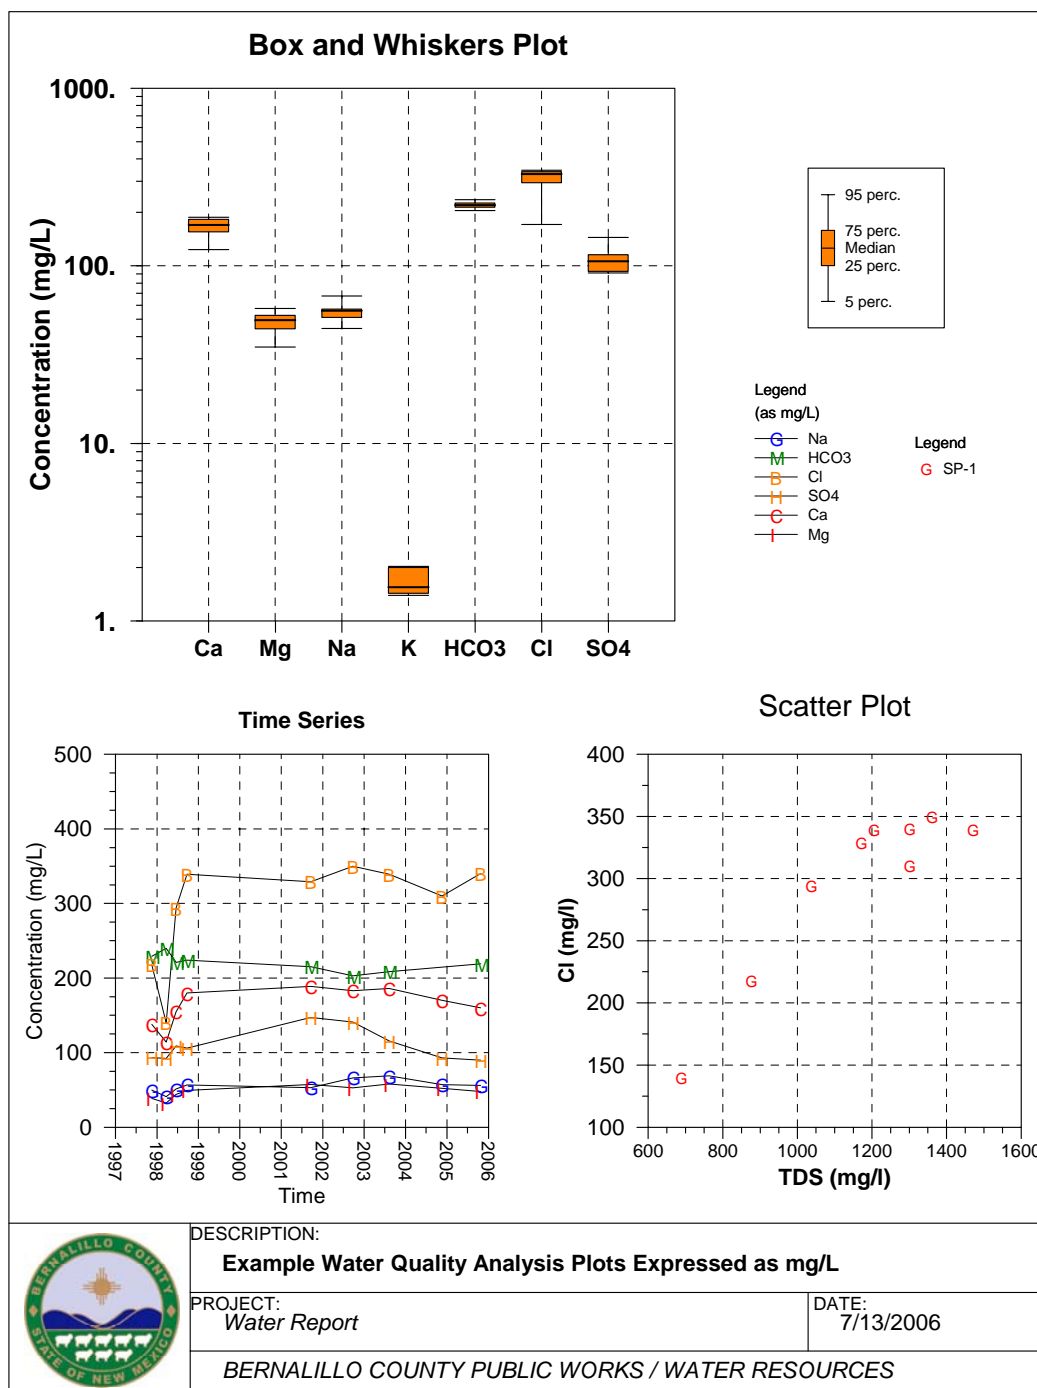 Box and Whiskers Plot
Concentration (mg/L)
1000.
100.
10.
1.
Ca Mg Na K HCO3 Cl SO4
95 perc.
75 perc.
Median
25 perc.
5 perc.
Legend
(as mg/L)
G Na
M HCO3
B Cl
H SO4
C Ca
I Mg
Legend
G SP-1
Time Series
Concentration (mg/L)
500
400
300
200
100
0
1997 1998 1999 2000 2001 2002 2003 2004 2005 2006
Time
Scatter Plot
Cl (mg/l)
400
350
300
250
200
150
100
600 800 1000 1200 1400 1600
TDS (mg/l)
BERNALILLO COUNTY
STATE OF NEW MEXICO
DESCRIPTION:
Example Water Quality Analysis Plots Expressed as mg/L
PROJECT:
Water Report
DATE:
7/13/2006
BERNALILLO COUNTY PUBLIC WORKS / WATER RESOURCES